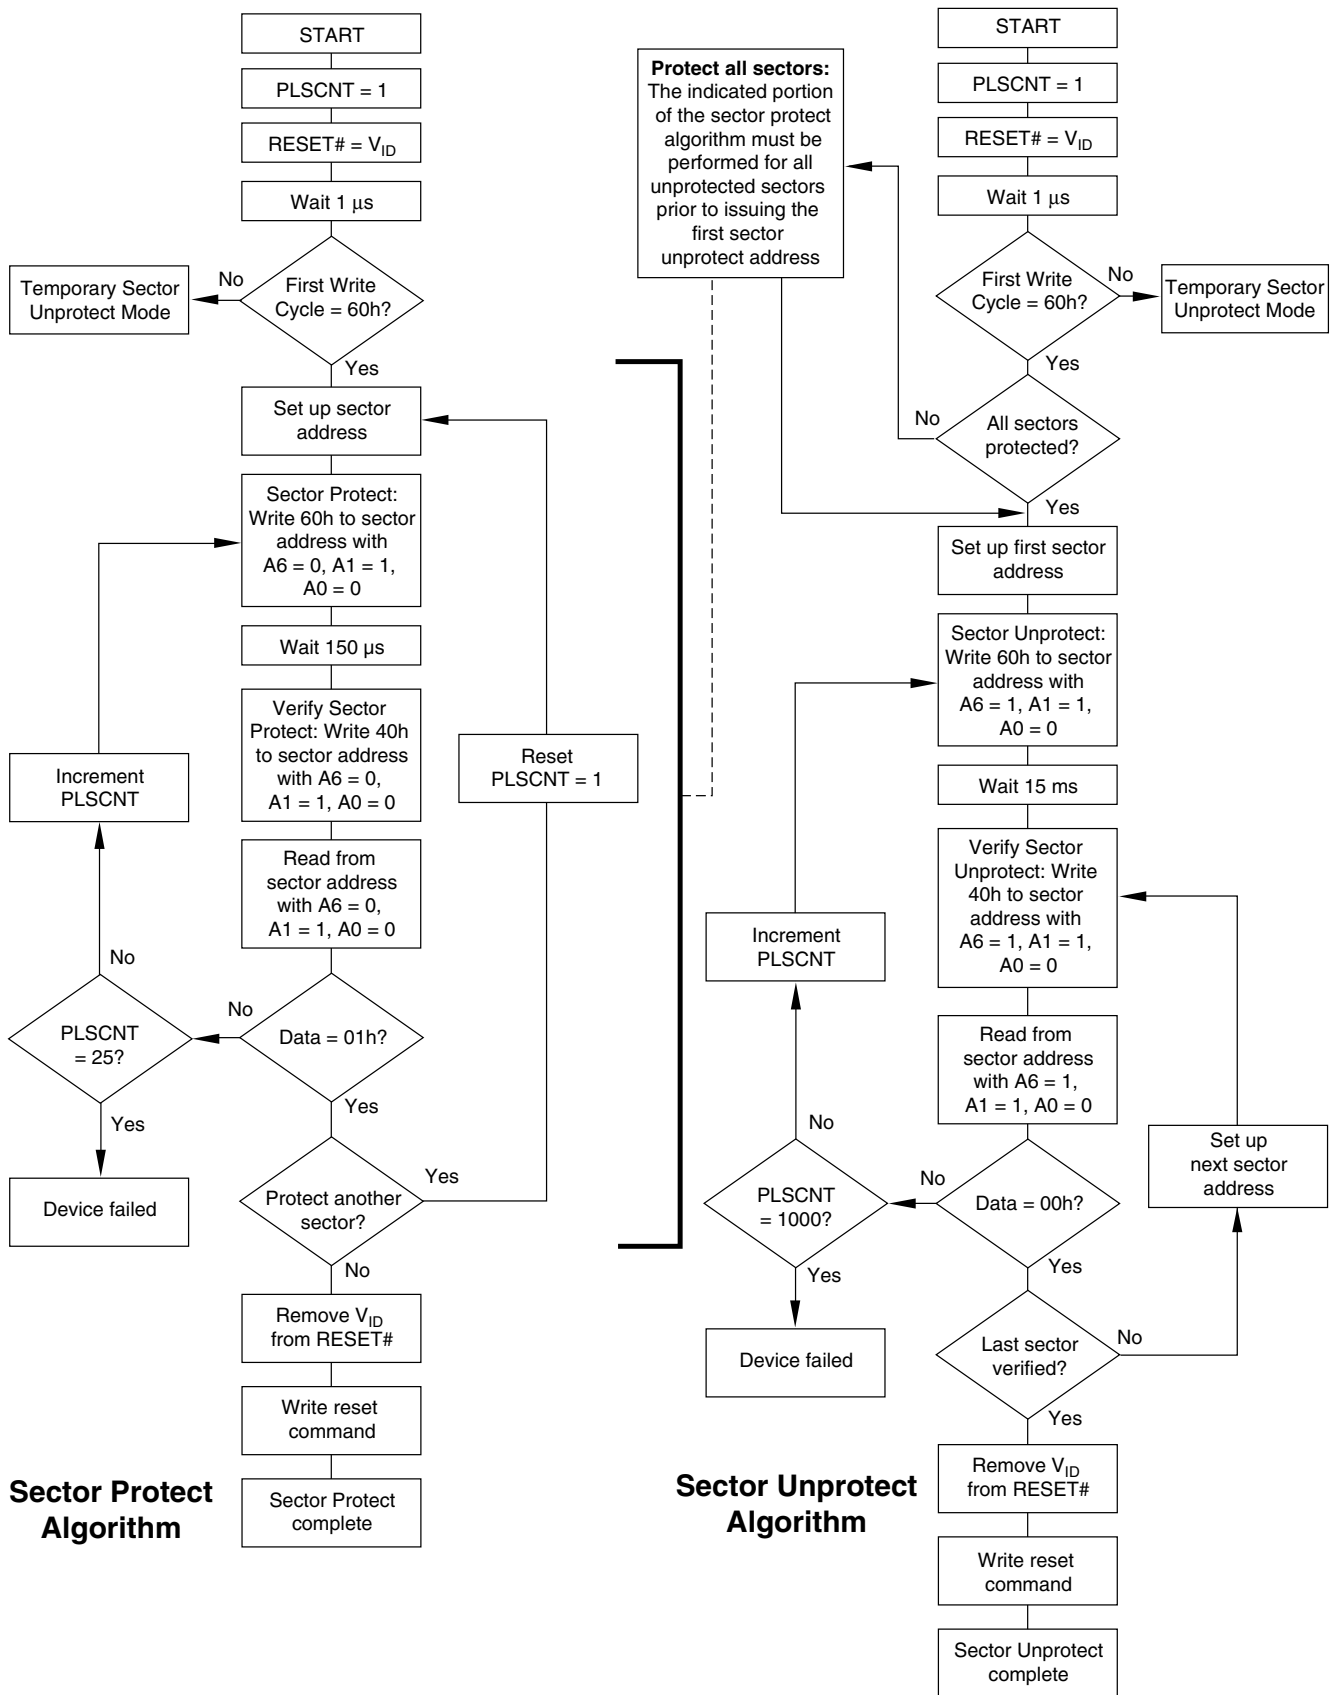 START
PLSCNT = 1
RESET# = VID
Wait 1 μs
First Write
Cycle = 60h?
No
Temporary Sector
Unprotect Mode
Yes
Set up sector
address
Sector Protect:
Write 60h to sector
address with
A6 = 0, A1 = 1,
A0 = 0
Wait 150 µs
Verify Sector
Protect: Write 40h
to sector address
with A6 = 0,
A1 = 1, A0 = 0
Reset
PLSCNT = 1
Increment
PLSCNT
Read from
sector address
with A6 = 0,
A1 = 1, A0 = 0
No
PLSCNT
= 25?
No
Data = 01h?
Yes
Yes
Device failed
Protect another
sector?
Yes
No
Remove VID
from RESET#
Write reset
command
Sector Protect
complete
Sector Protect
Algorithm
Protect all sectors:
The indicated portion
of the sector protect
algorithm must be
performed for all
unprotected sectors
prior to issuing the
first sector
unprotect address
START
PLSCNT = 1
RESET# = VID
Wait 1 μs
First Write
Cycle = 60h?
No
Temporary Sector
Unprotect Mode
Yes
No
All sectors
protected?
Yes
Set up first sector
address
Sector Unprotect:
Write 60h to sector
address with
A6 = 1, A1 = 1,
A0 = 0
Wait 15 ms
Verify Sector
Unprotect: Write
40h to sector
address with
A6 = 1, A1 = 1,
A0 = 0
Increment
PLSCNT
Read from
sector address
with A6 = 1,
A1 = 1, A0 = 0
No
Set up
next sector
address
PLSCNT
= 1000?
No
Data = 00h?
Yes
Yes
Device failed
Last sector
verified?
No
Yes
Remove VID
from RESET#
Write reset
command
Sector Unprotect
complete
Sector Unprotect
Algorithm